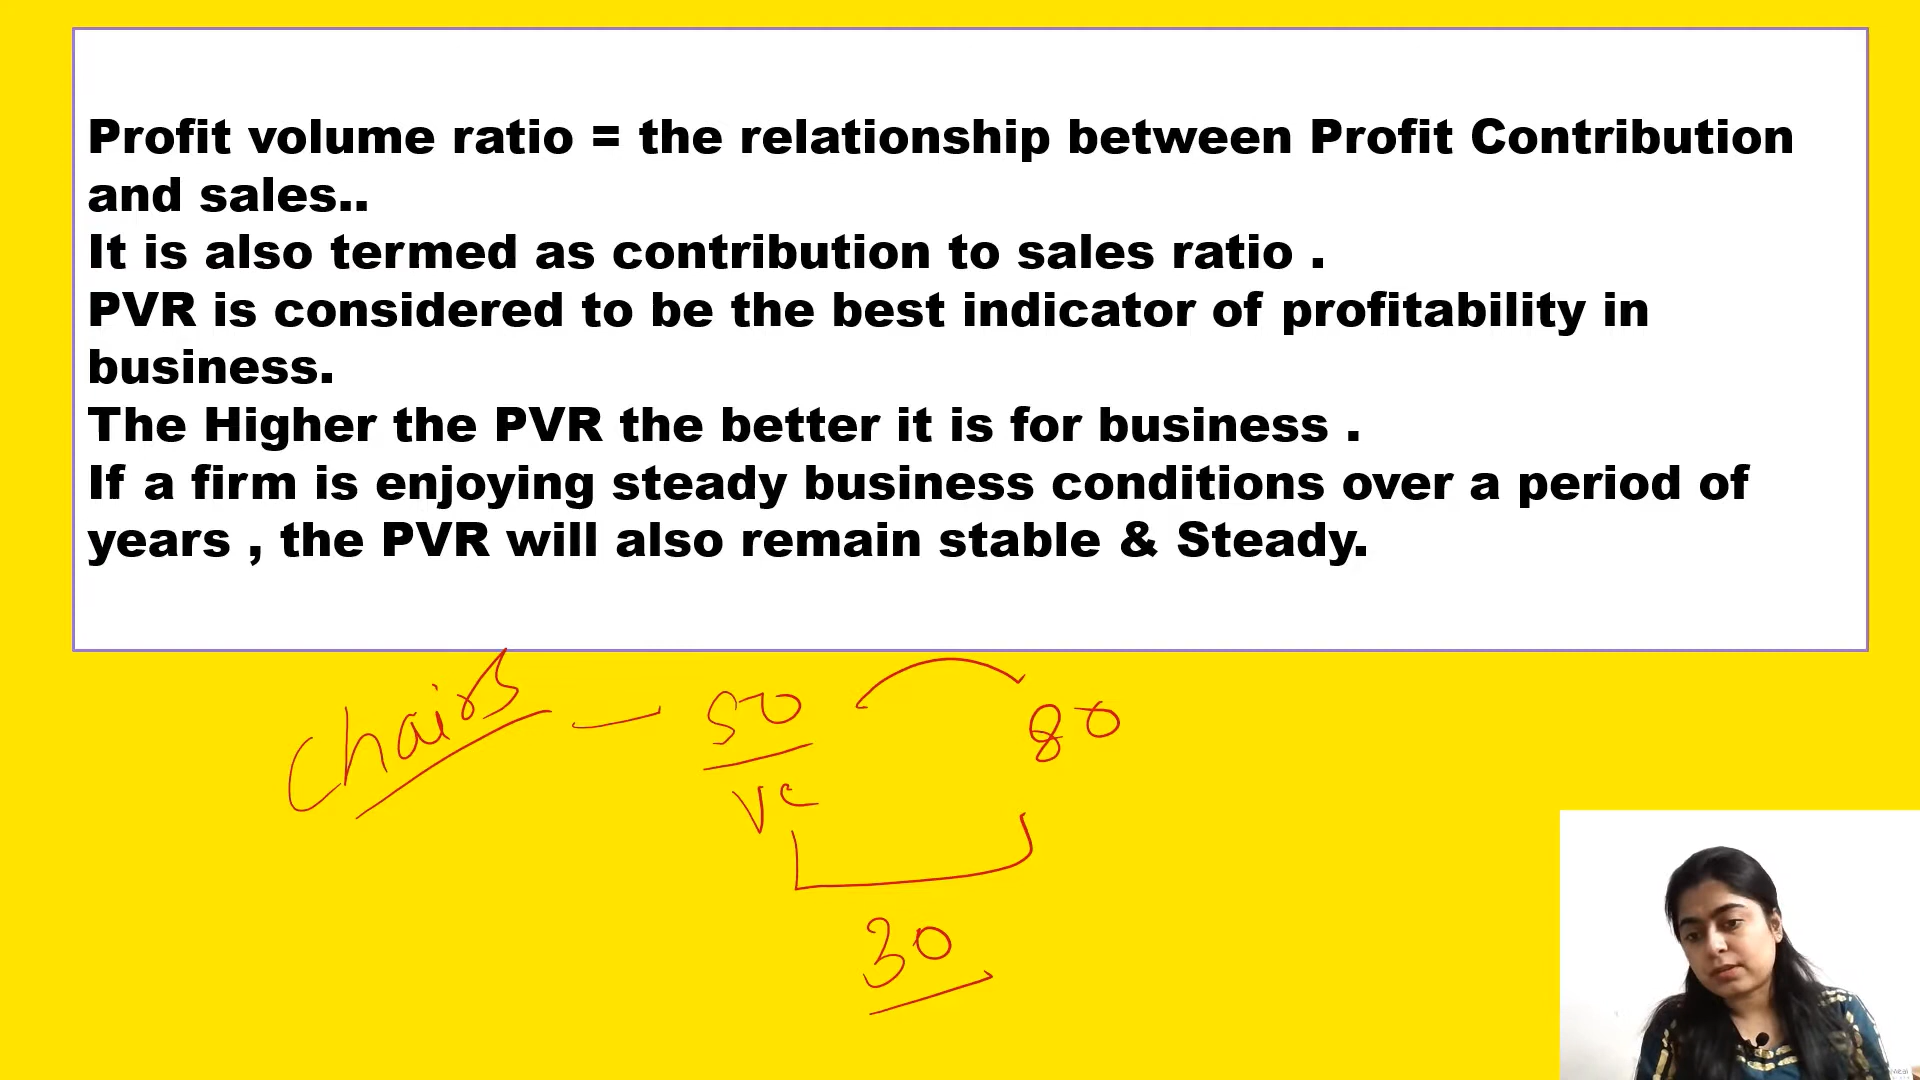 Profit volume ratio = the relationship between Profit Contribution
and sales..
It is also termed as contribution to sales ratio .
PVR is considered to be the best indicator of profitability in
business.
The Higher the PVR the better it is for business .
If a firm is enjoying steady business conditions over a period of
years , the PVR will also remain stable & Steady.
Chairs — 50 80
VC
30